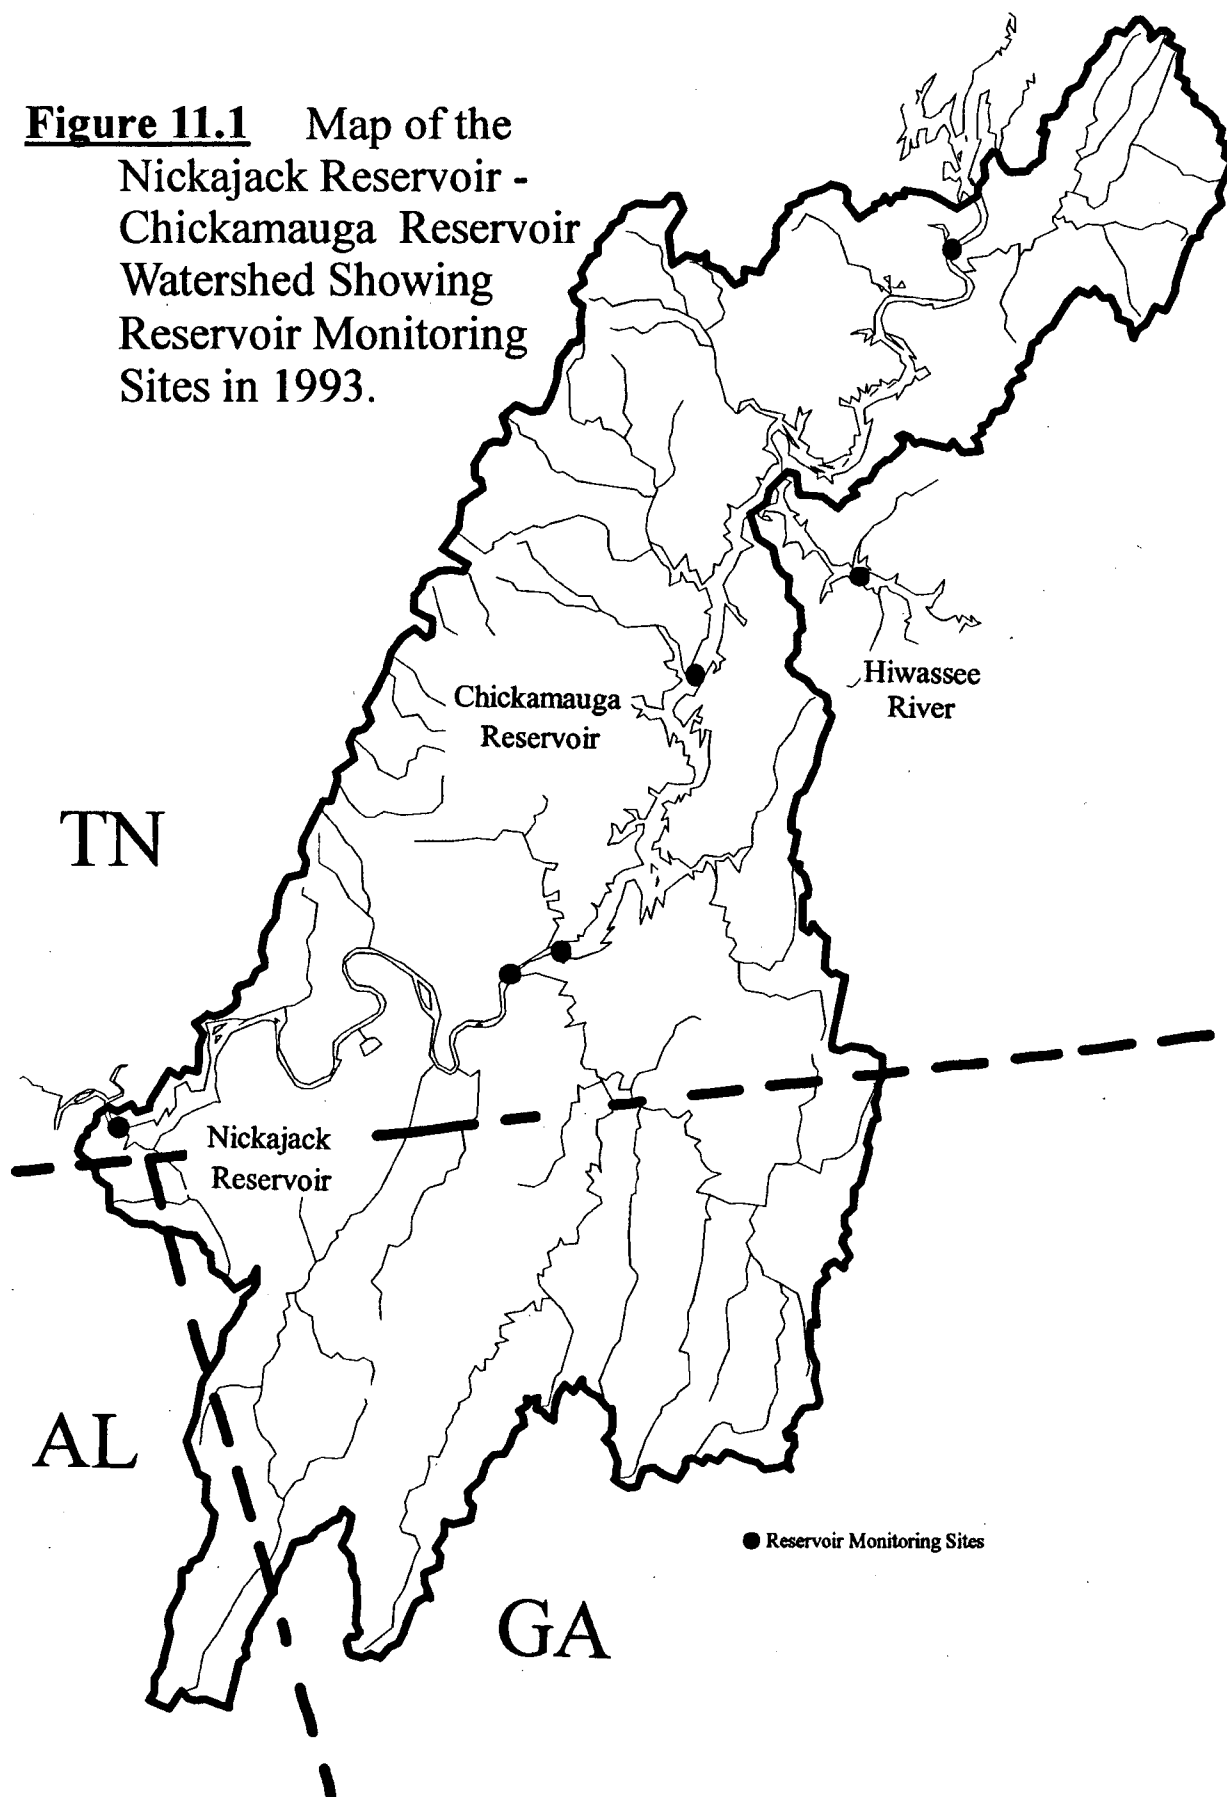 Figure 11.1 Map of the
Nickajack Reservoir -
Chickamauga Reservoir
Watershed Showing
Reservoir Monitoring
Sites in 1993.
Hiwassee
River
Chickamauga
Reservoir
TN
Nickajack
Reservoir
AL
Reservoir Monitoring Sites
GA